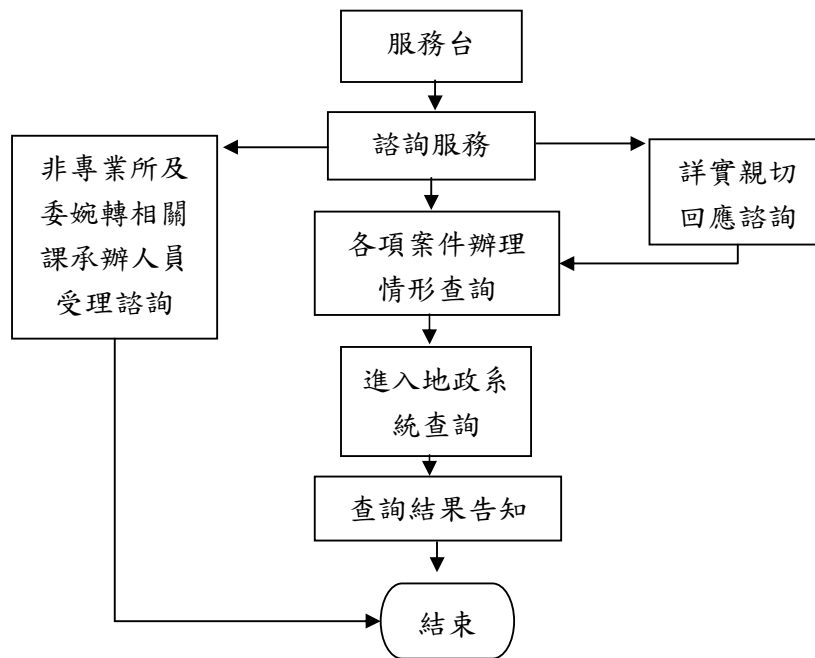 服務台
諮詢服務
非專業所及
委婉轉相關
課承辦人員
受理諮詢
詳實親切
回應諮詢
各項案件辦理
情形查詢
進入地政系
統查詢
查詢結果告知
結束